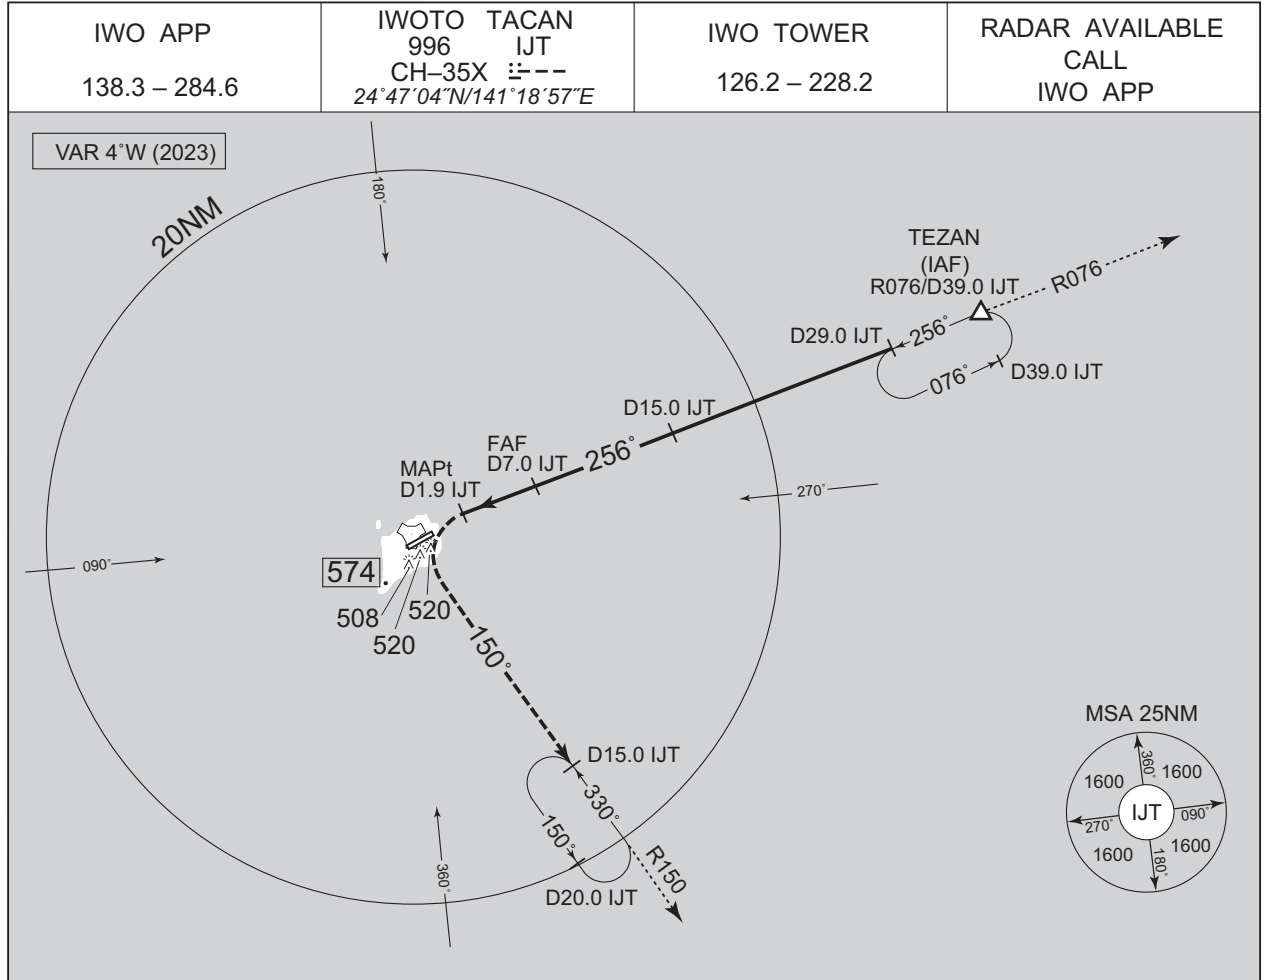 IWO APP
138.3 – 284.6
IWOTO TACAN
996 IJT
CH–35X
24˚47´04˝N/141˚18´57˝E
IWO TOWER
126.2 – 228.2
RADAR AVAILABLE
CALL
IWO APP
VAR 4˚W (2023)
20NM
180˚
TEZAN
(IAF)
R076/D39.0 IJT
R076
D29.0 IJT
256˚
076˚
D39.0 IJT
D15.0 IJT
FAF
D7.0 IJT
256˚
MAPt
D1.9 IJT
270˚
090˚
574
508
520
520
150˚
D15.0 IJT
330˚
150˚
D20.0 IJT
R150
360˚
MSA 25NM
360˚
1600
1600
IJT
270˚
090˚
1600
1600
180˚